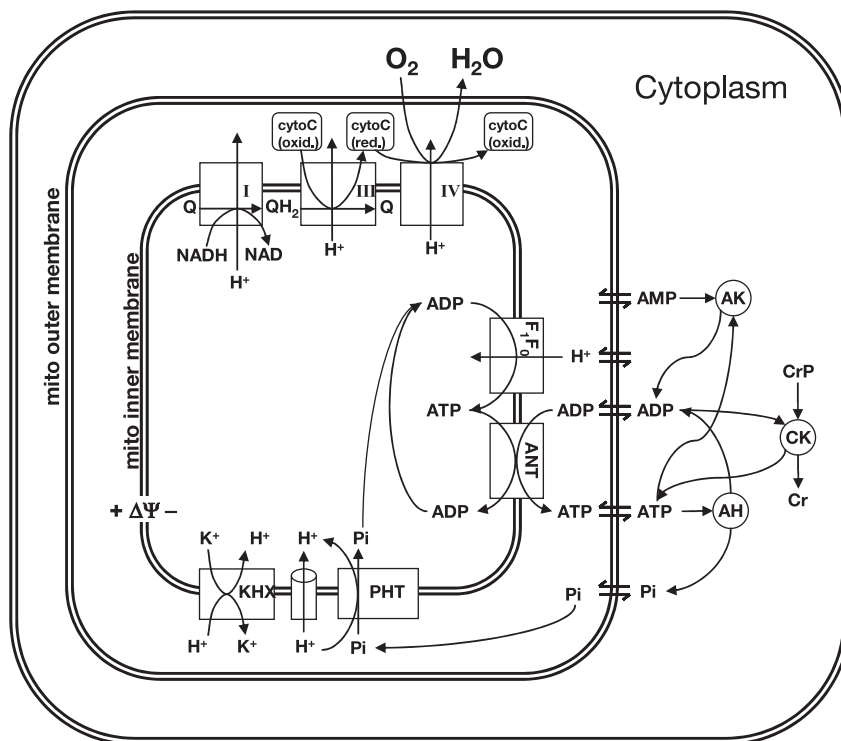 O2 H2O
Cytoplasm
cytoC
(oxid.)
cytoC
(red.)
cytoC
(oxid.)
I
III
IV
Q
QH2
Q
NADH
NAD
H+
H+
H+
mito outer membrane
mito inner membrane
+ ΔΨ –
ADP
F1F0
H+
ATP
ADP
ANT
ADP
ATP
AMP
AK
ADP
CrP
CK
Cr
ATP
AH
Pi
Pi
K+
H+
H+
Pi
KHX
PHT
H+
K+
H+
Pi